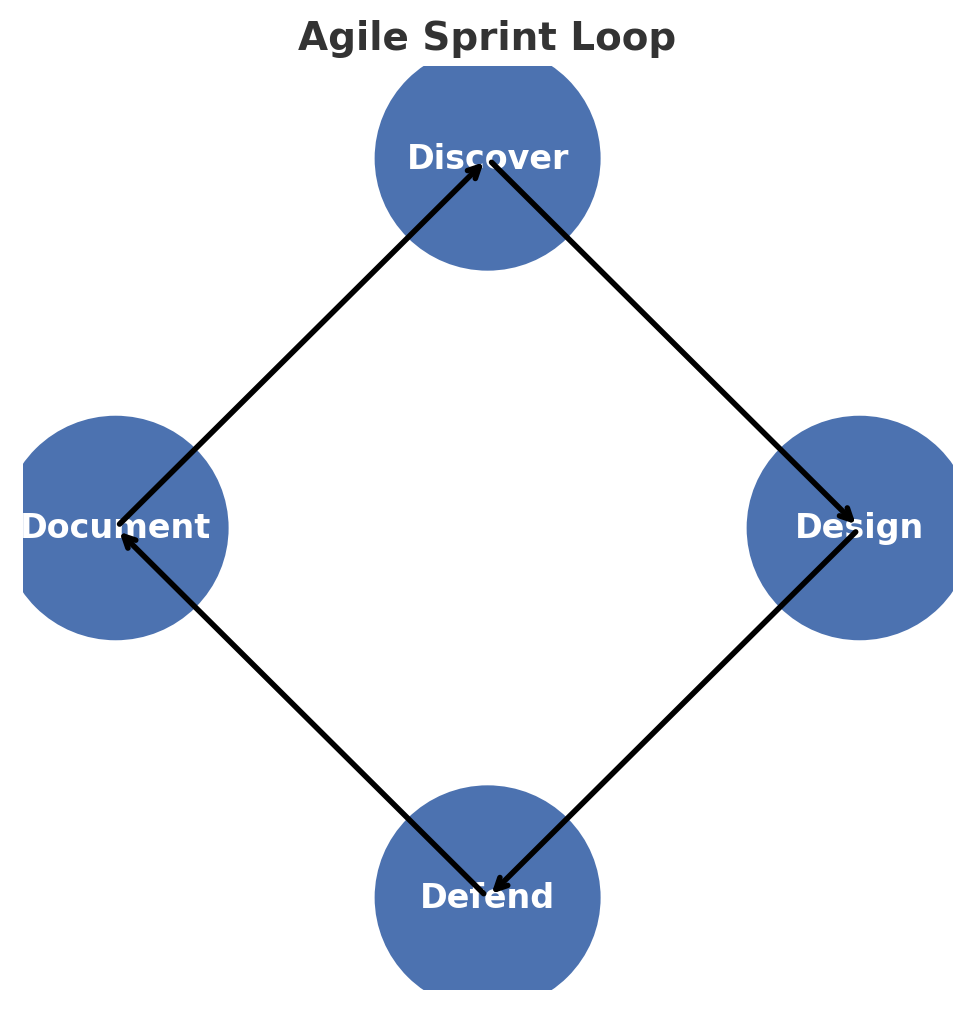 Agile Sprint Loop
Discover
Document
Design
Defend